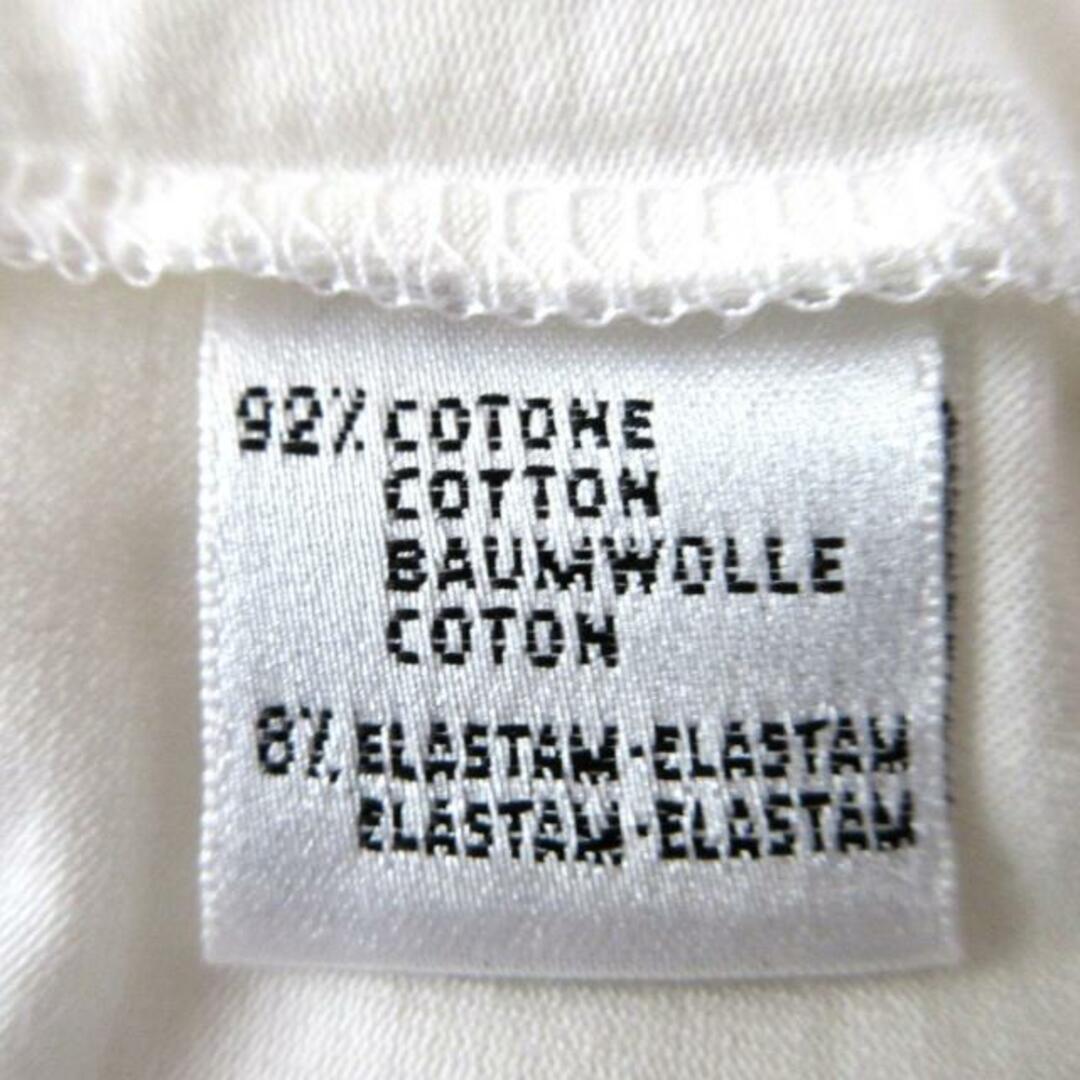 92% COTONE
COTTON
BAUMWOLLE
COTON
8% ELASTAM-ELASTAM
ELASTAM-ELASTAM